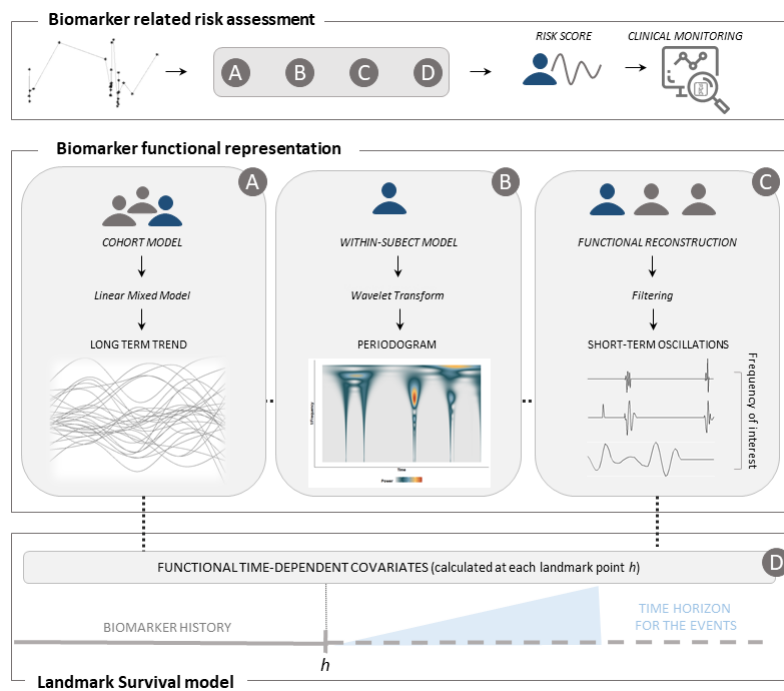 Biomarker related risk assessment
A
B
C
D
RISK SCORE
CLINICAL MONITORING
Biomarker functional representation
A
COHORT MODEL
Linear Mixed Model
LONG TERM TREND
B
WITHIN-SUBECT MODEL
Wavelet Transform
PERIODOGRAM
Time
Power
C
FUNCTIONAL RECONSTRUCTION
Filtering
SHORT-TERM OSCILLATIONS
Frequency of interest
D
FUNCTIONAL TIME-DEPENDENT COVARIATES (calculated at each landmark point h)
BIOMARKER HISTORY
TIME HORIZON
FOR THE EVENTS
h
Landmark Survival model